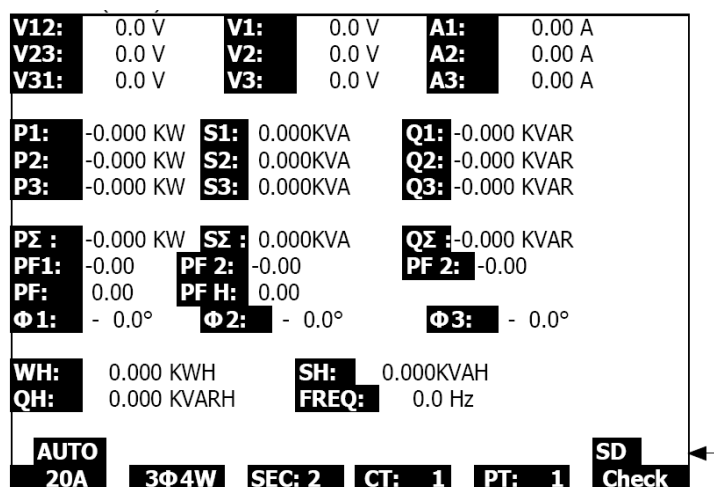 V12: 0.0 V V1: 0.0 V A1: 0.00 A
V23: 0.0 V V2: 0.0 V A2: 0.00 A
V31: 0.0 V V3: 0.0 V A3: 0.00 A
P1: -0.000 KW S1: 0.000KVA Q1: -0.000 KVAR
P2: -0.000 KW S2: 0.000KVA Q2: -0.000 KVAR
P3: -0.000 KW S3: 0.000KVA Q3: -0.000 KVAR
PΣ : -0.000 KW SΣ : 0.000KVA QΣ :-0.000 KVAR
PF1: -0.00 PF 2: -0.00 PF 2: -0.00
PF: 0.00 PF H: 0.00
Φ1: - 0.0° Φ2: - 0.0° Φ3: - 0.0°
WH: 0.000 KWH SH: 0.000KVAH
QH: 0.000 KVARH FREQ: 0.0 Hz
AUTO SD
20A 3Φ4W SEC: 2 CT: 1 PT: 1 Check